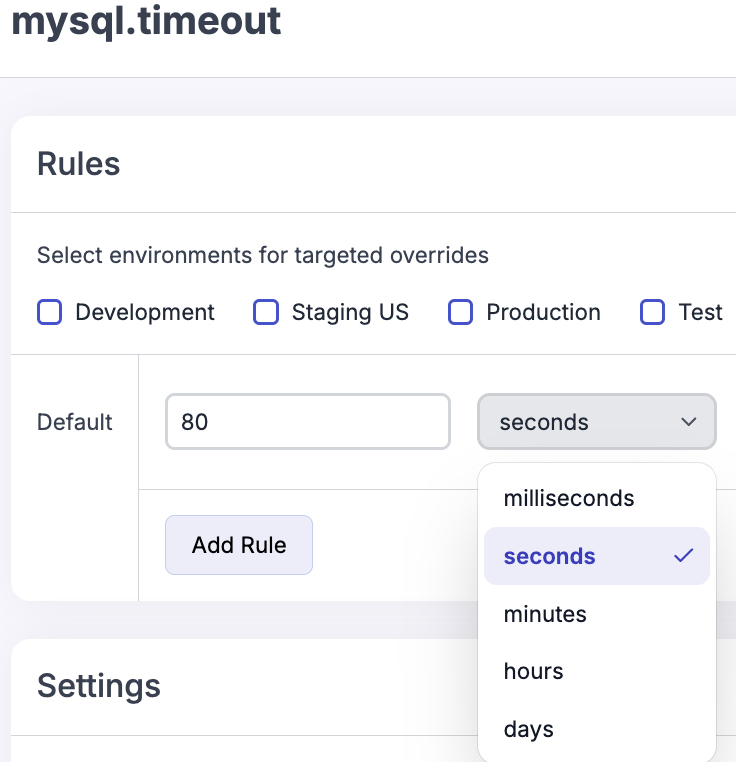 mysql.timeout
Rules
Select environments for targeted overrides
Development Staging US Production Test
Default 80 seconds
milliseconds
Add Rule
seconds
minutes
hours
Settings
days